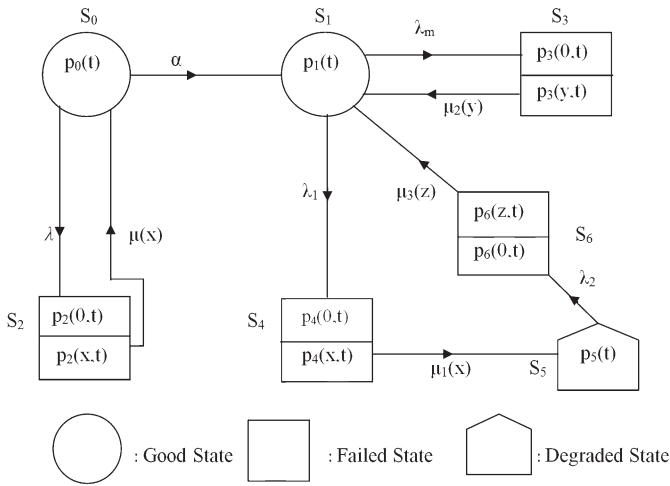 S₀
S₁
S₃
p₀(t)
α
p₁(t)
λₘ
p₃(0,t)
p₃(y,t)
μ₂(y)
λ
μ(x)
λ₁
μ₃(z)
p₆(z,t)
p₆(0,t)
S₆
λ₂
S₂
p₂(0,t)
p₂(x,t)
S₄
p₄(0,t)
p₄(x,t)
μ₁(x)
S₅
p₅(t)
: Good State
: Failed State
: Degraded State